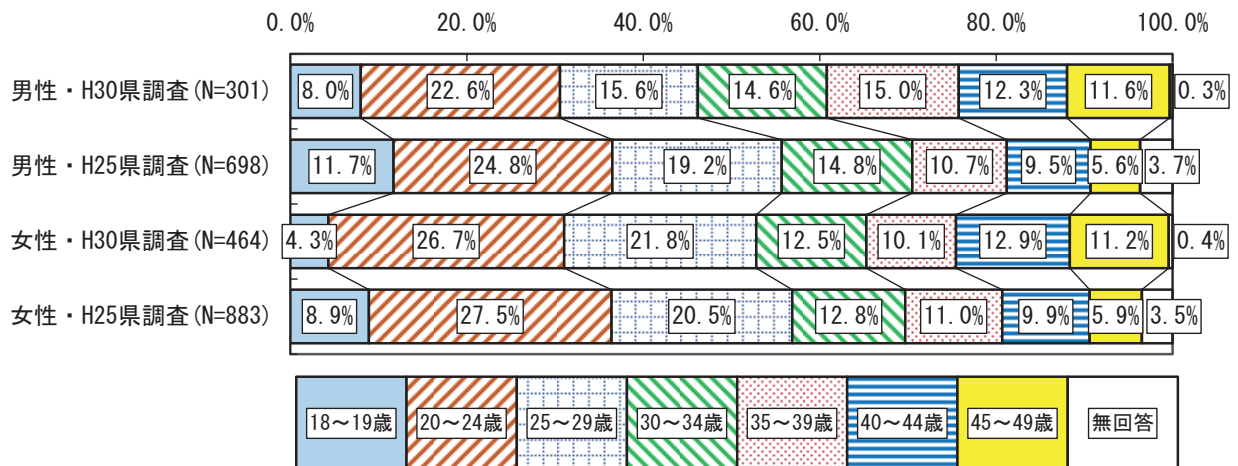 0.0% 20.0% 40.0% 60.0% 80.0% 100.0%
男性・H30県調査(N=301) 8.0% 22.6% 15.6% 14.6% 15.0% 12.3% 11.6% 0.3%
男性・H25県調査(N=698) 11.7% 24.8% 19.2% 14.8% 10.7% 9.5% 5.6% 3.7%
女性・H30県調査(N=464) 4.3% 26.7% 21.8% 12.5% 10.1% 12.9% 11.2% 0.4%
女性・H25県調査(N=883) 8.9% 27.5% 20.5% 12.8% 11.0% 9.9% 5.9% 3.5%
18～19歳 20～24歳 25～29歳 30～34歳 35～39歳 40～44歳 45～49歳 無回答